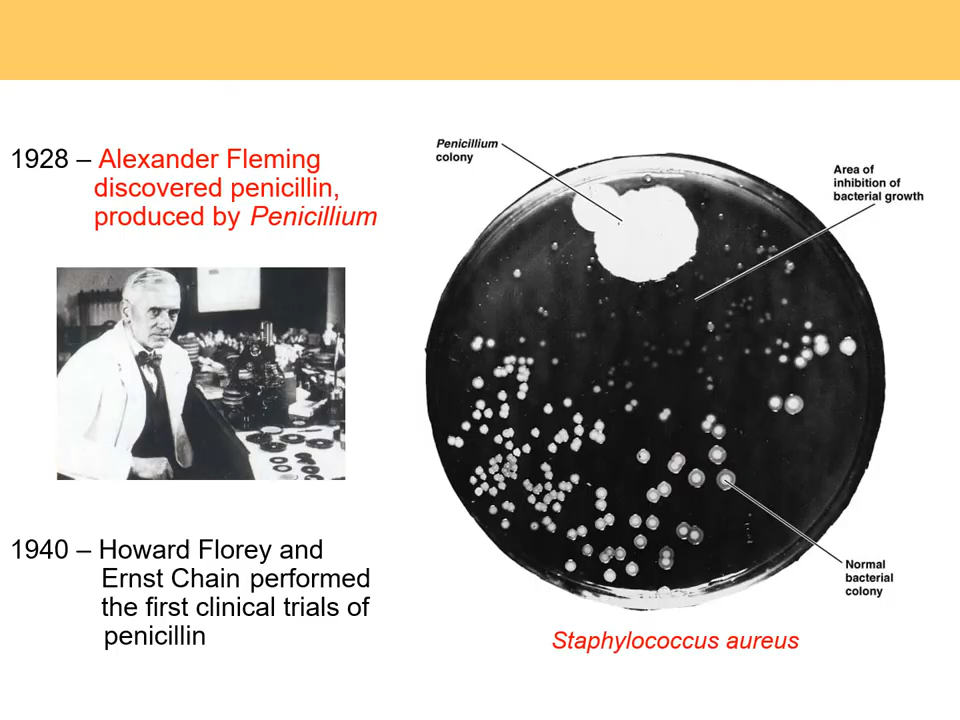 1928 – Alexander Fleming
discovered penicillin,
produced by Penicillium
1940 – Howard Florey and
Ernst Chain performed
the first clinical trials of
penicillin
Penicillium
colony
Area of
inhibition of
bacterial growth
Normal
bacterial
colony
Staphylococcus aureus